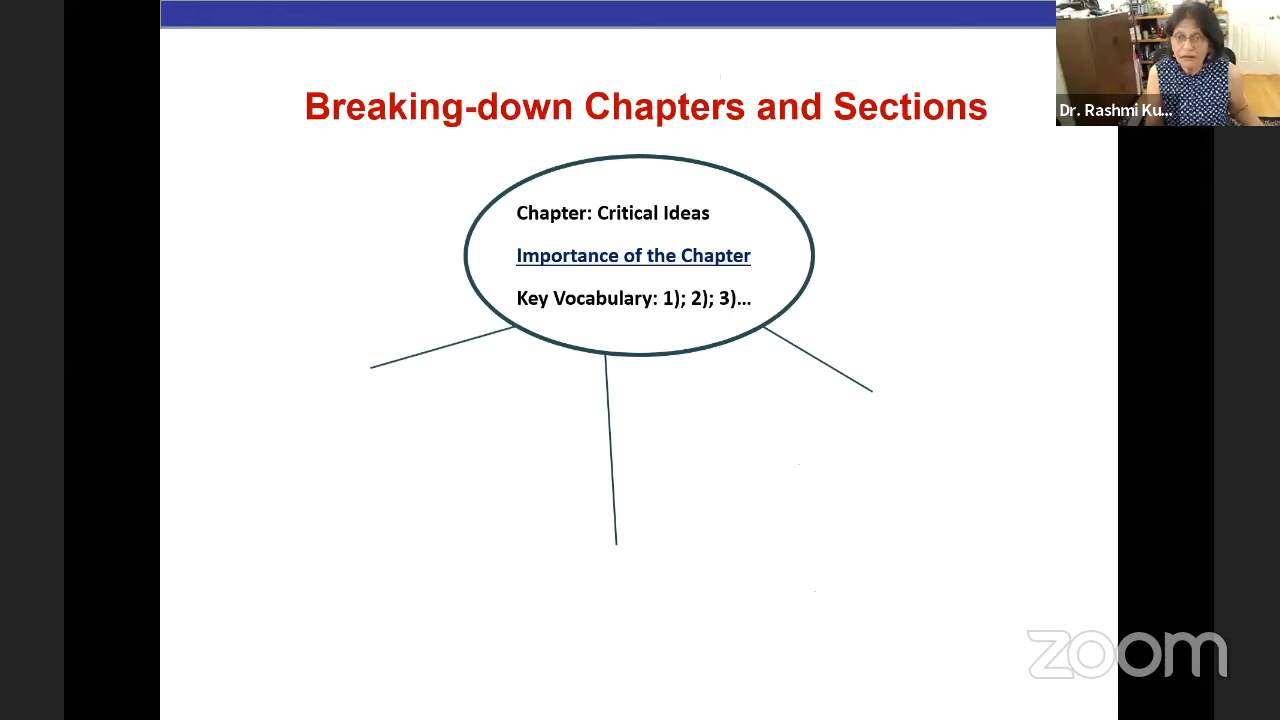 Breaking-down Chapters and Sections
Dr. Rashmi Ku...
Chapter: Critical Ideas
Importance of the Chapter
Key Vocabulary: 1); 2); 3)...
zoom